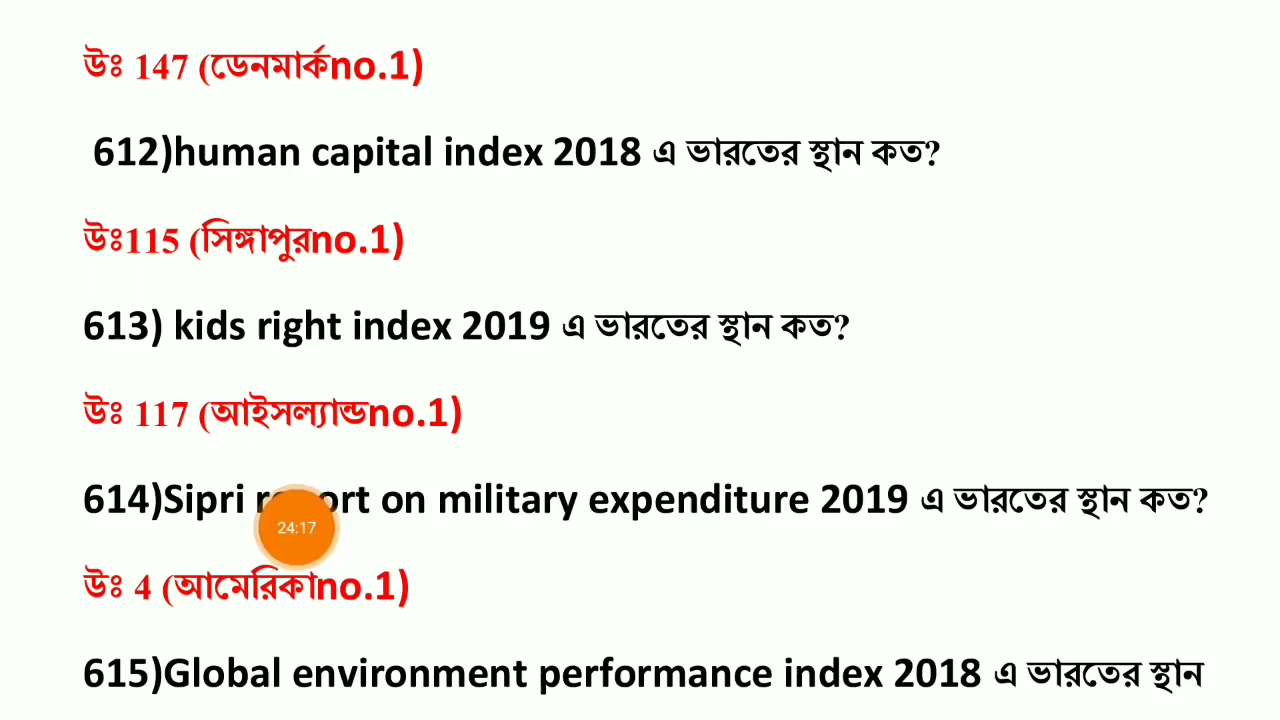 উঃ 147 (ডেনমার্কno.1)
612)human capital index 2018 এ ভারতের স্থান কত?
উঃ115 (সিঙ্গাপুরno.1)
613) kids right index 2019 এ ভারতের স্থান কত?
উঃ 117 (আইসল্যান্ডno.1)
614)Sipri on military expenditure 2019 এ ভারতের স্থান কত?
24:17
উঃ 4 (আমেরিকাno.1)
615)Global environment performance index 2018 এ ভারতের স্থান